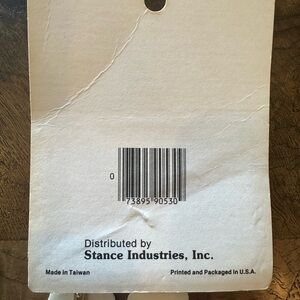 0
73895 90530
Distributed by
Stance Industries, Inc.
Made in Taiwan Printed and Packaged In U.S.A.